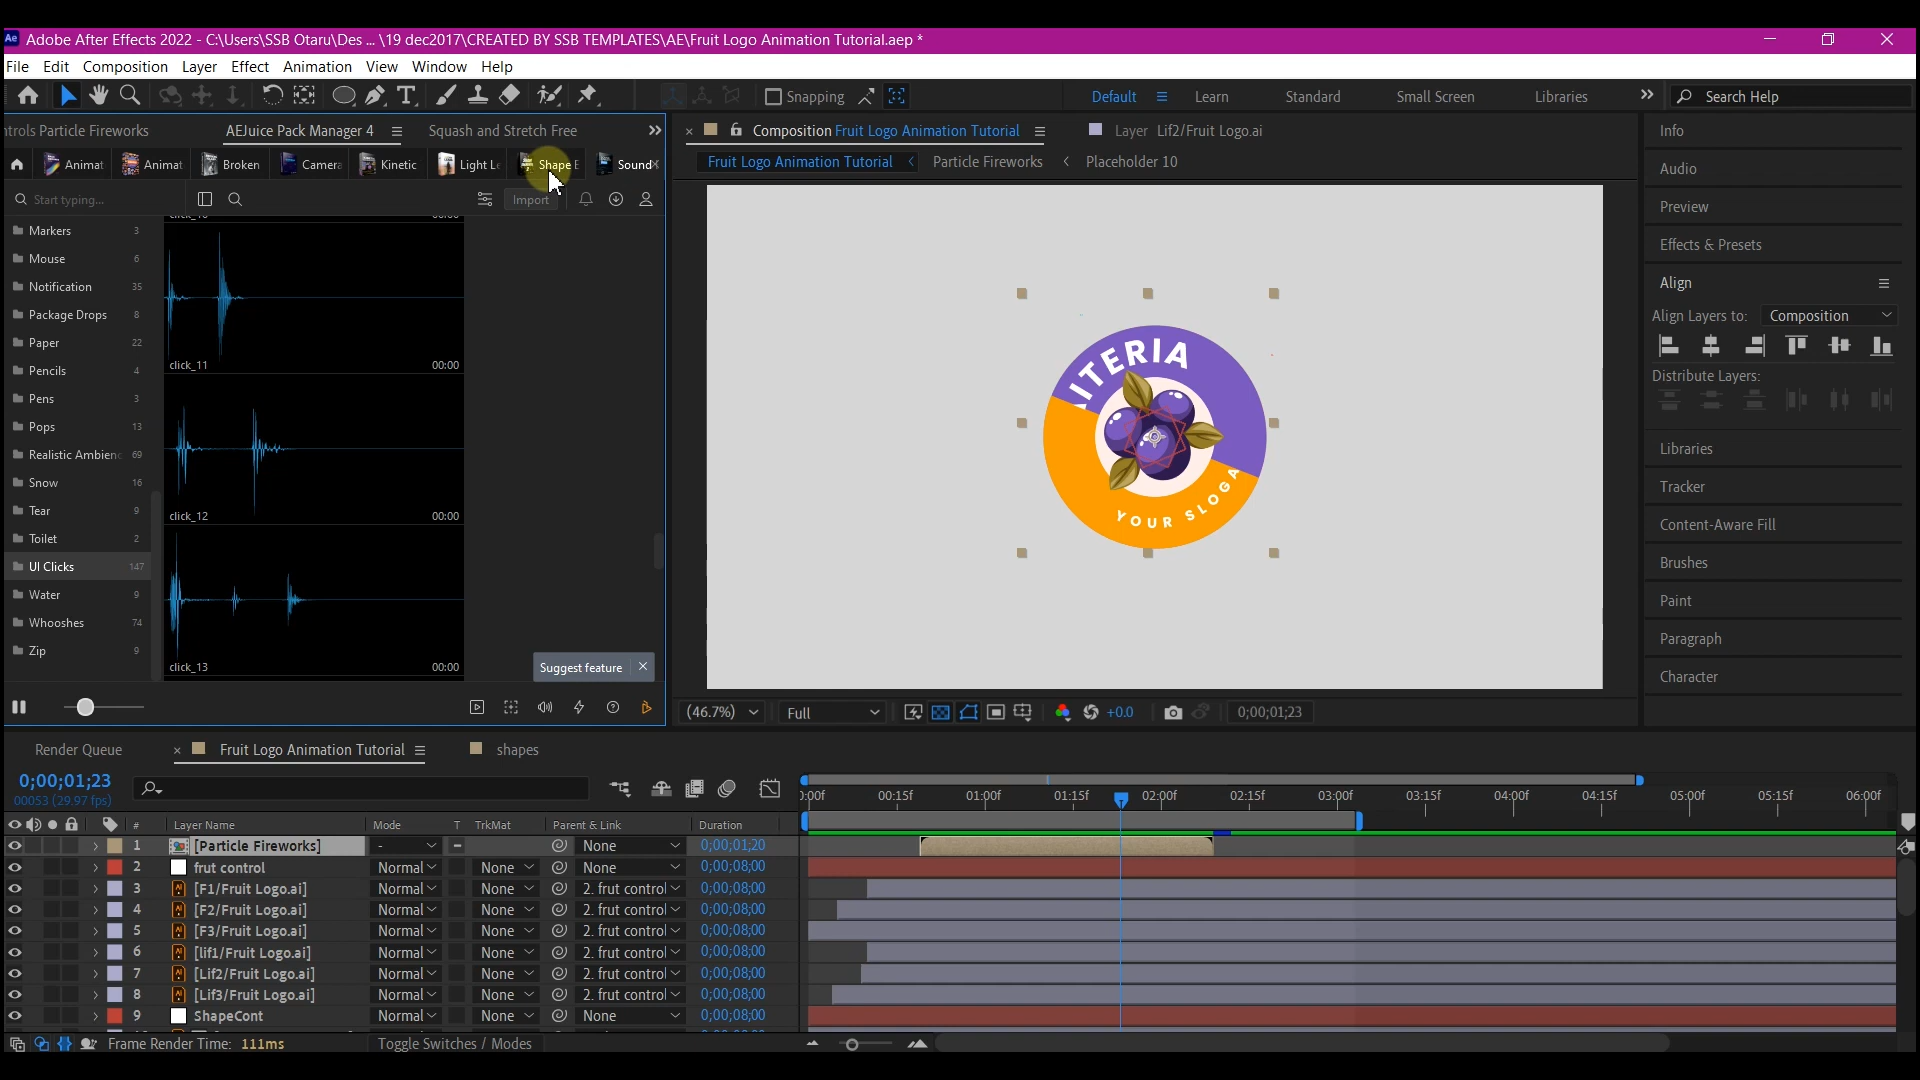 Ae Adobe After Effects 2022 - C:\Users\SSB Otaru\Des ... \19 dec2017\CREATED BY SSB TEMPLATES\AE\Fruit Logo Animation Tutorial.aep *
File Edit Composition Layer Effect Animation View Window Help
T Snapping Default Learn Standard Small Screen Libraries Search Help
ntrols Particle Fireworks AEJuice Pack Manager 4 Squash and Stretch Free
Composition Fruit Logo Animation Tutorial Layer Lif2/Fruit Logo.ai
Animat Animat Broken Camera Kinetic Light Le Shape E Sound
Fruit Logo Animation Tutorial Particle Fireworks Placeholder 10
Start typing... Import
Markers 3
Mouse 6
Notification 35
Package Drops 8
Paper 22
Pencils 4
Pens 3
Pops 13
Realistic Ambienc 69
Snow 16
Tear 9
Toilet 2
UI Clicks 147
Water 9
Whooshes 74
Zip 9
click_11 00:00
click_12 00:00
click_13 00:00
Suggest feature
ITERIA
YOUR SLOGA
(46.7%) Full +0.0 0;00;01;23
Info
Audio
Preview
Effects & Presets
Align
Align Layers to: Composition
Distribute Layers:
Libraries
Tracker
Content-Aware Fill
Brushes
Paint
Paragraph
Character
Render Queue Fruit Logo Animation Tutorial shapes
0;00;01;23
00053 (29.97 fps)
):00f 00:15f 01:00f 01:15f 02:00f 02:15f 03:00f 03:15f 04:00f 04:15f 05:00f 05:15f 06:00f
# Layer Name Mode T TrkMat Parent & Link Duration
1 [Particle Fireworks] - None 0;00;01;20
2 frut control Normal None None 0;00;08;00
3 [F1/Fruit Logo.ai] Normal None 2. frut control 0;00;08;00
4 [F2/Fruit Logo.ai] Normal None 2. frut control 0;00;08;00
5 [F3/Fruit Logo.ai] Normal None 2. frut control 0;00;08;00
6 [lif1/Fruit Logo.ai] Normal None 2. frut control 0;00;08;00
7 [Lif2/Fruit Logo.ai] Normal None 2. frut control 0;00;08;00
8 [Lif3/Fruit Logo.ai] Normal None 2. frut control 0;00;08;00
9 ShapeCont Normal None None 0;00;08;00
Frame Render Time: 111ms Toggle Switches / Modes